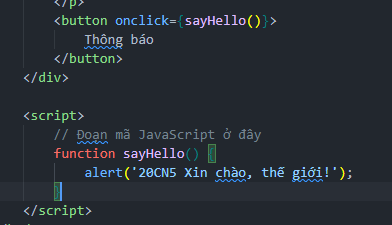 </p>
<button onclick={sayHello()}>
Thông báo
</button>
</div>
<script>
// Đoạn mã JavaScript ở đây
function sayHello() {
alert('20CN5 Xin chào, thế giới!');
}
</script>